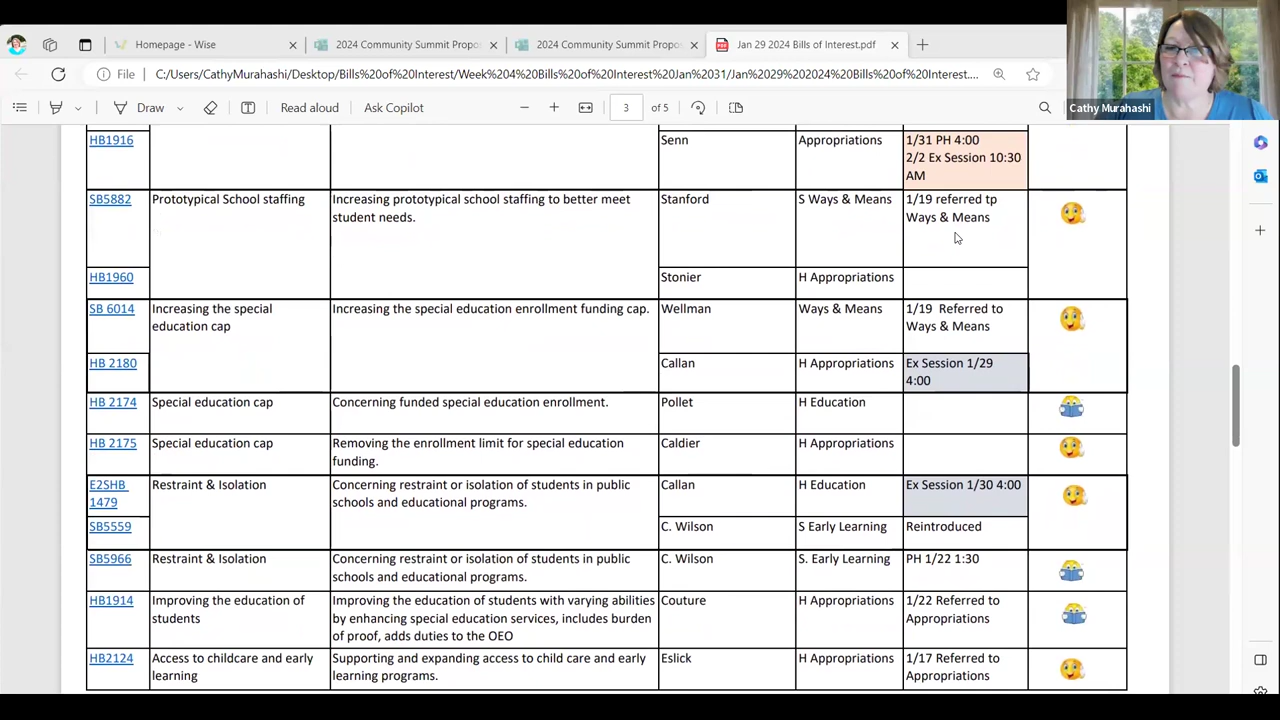 Homepage - Wise
2024 Community Summit Propo
2024 Community Summit Propo
Jan 29 2024 Bills of Interest.pdf
File
C:/Users/CathyMurahashi/Desktop/Bills%20of%20Interest/Week%204%20Bills%20of%20Interest%20Jan%2031/Jan%2029%202024%20Bills%20of%20Interest....
Draw
Read aloud
Ask Copilot
3 of 5
Cathy Murahashi
HB1916
Senn
Appropriations
1/31 PH 4:00
2/2 Ex Session 10:30
AM
SB5882
Prototypical School staffing
Increasing prototypical school staffing to better meet
student needs.
Stanford
S Ways & Means
1/19 referred tp
Ways & Means
HB1960
Stonier
H Appropriations
SB 6014
Increasing the special
education cap
Increasing the special education enrollment funding cap.
Wellman
Ways & Means
1/19 Referred to
Ways & Means
HB 2180
Callan
H Appropriations
Ex Session 1/29
4:00
HB 2174
Special education cap
Concerning funded special education enrollment.
Pollet
H Education
HB 2175
Special education cap
Removing the enrollment limit for special education
funding.
Caldier
H Appropriations
E2SHB
1479
Restraint & Isolation
Concerning restraint or isolation of students in public
schools and educational programs.
Callan
H Education
Ex Session 1/30 4:00
SB5559
C. Wilson
S Early Learning
Reintroduced
SB5966
Restraint & Isolation
Concerning restraint or isolation of students in public
schools and educational programs.
C. Wilson
S. Early Learning
PH 1/22 1:30
HB1914
Improving the education of
students
Improving the education of students with varying abilities
by enhancing special education services, includes burden
of proof, adds duties to the OEO
Couture
H Appropriations
1/22 Referred to
Appropriations
HB2124
Access to childcare and early
learning
Supporting and expanding access to child care and early
learning programs.
Eslick
H Appropriations
1/17 Referred to
Appropriations